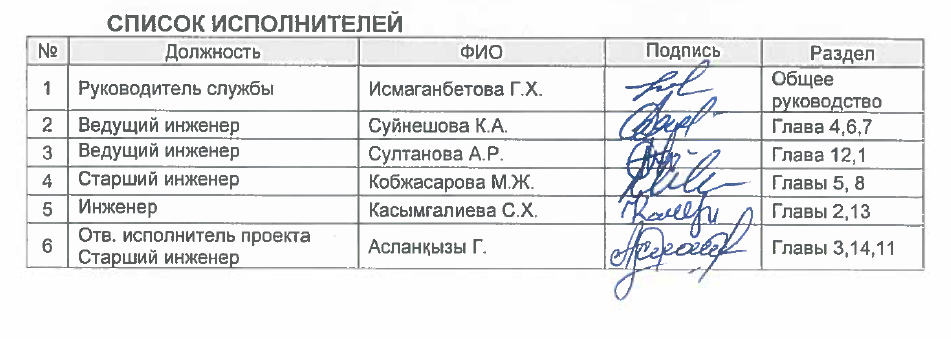 СПИСОК ИСПОЛНИТЕЛЕЙ
№ Должность ФИО Подпись Раздел
1 Руководитель службы Исмаганбетова Г.Х. Общее руководство
2 Ведущий инженер Суйнешова К.А. Глава 4,6,7
3 Ведущий инженер Султанова А.Р. Глава 12,1
4 Старший инженер Кобжасарова М.Ж. Главы 5, 8
5 Инженер Касымгалиева С.Х. Главы 2,13
6 Отв. исполнитель проекта Старший инженер Асланқызы Г. Главы 3,14,11